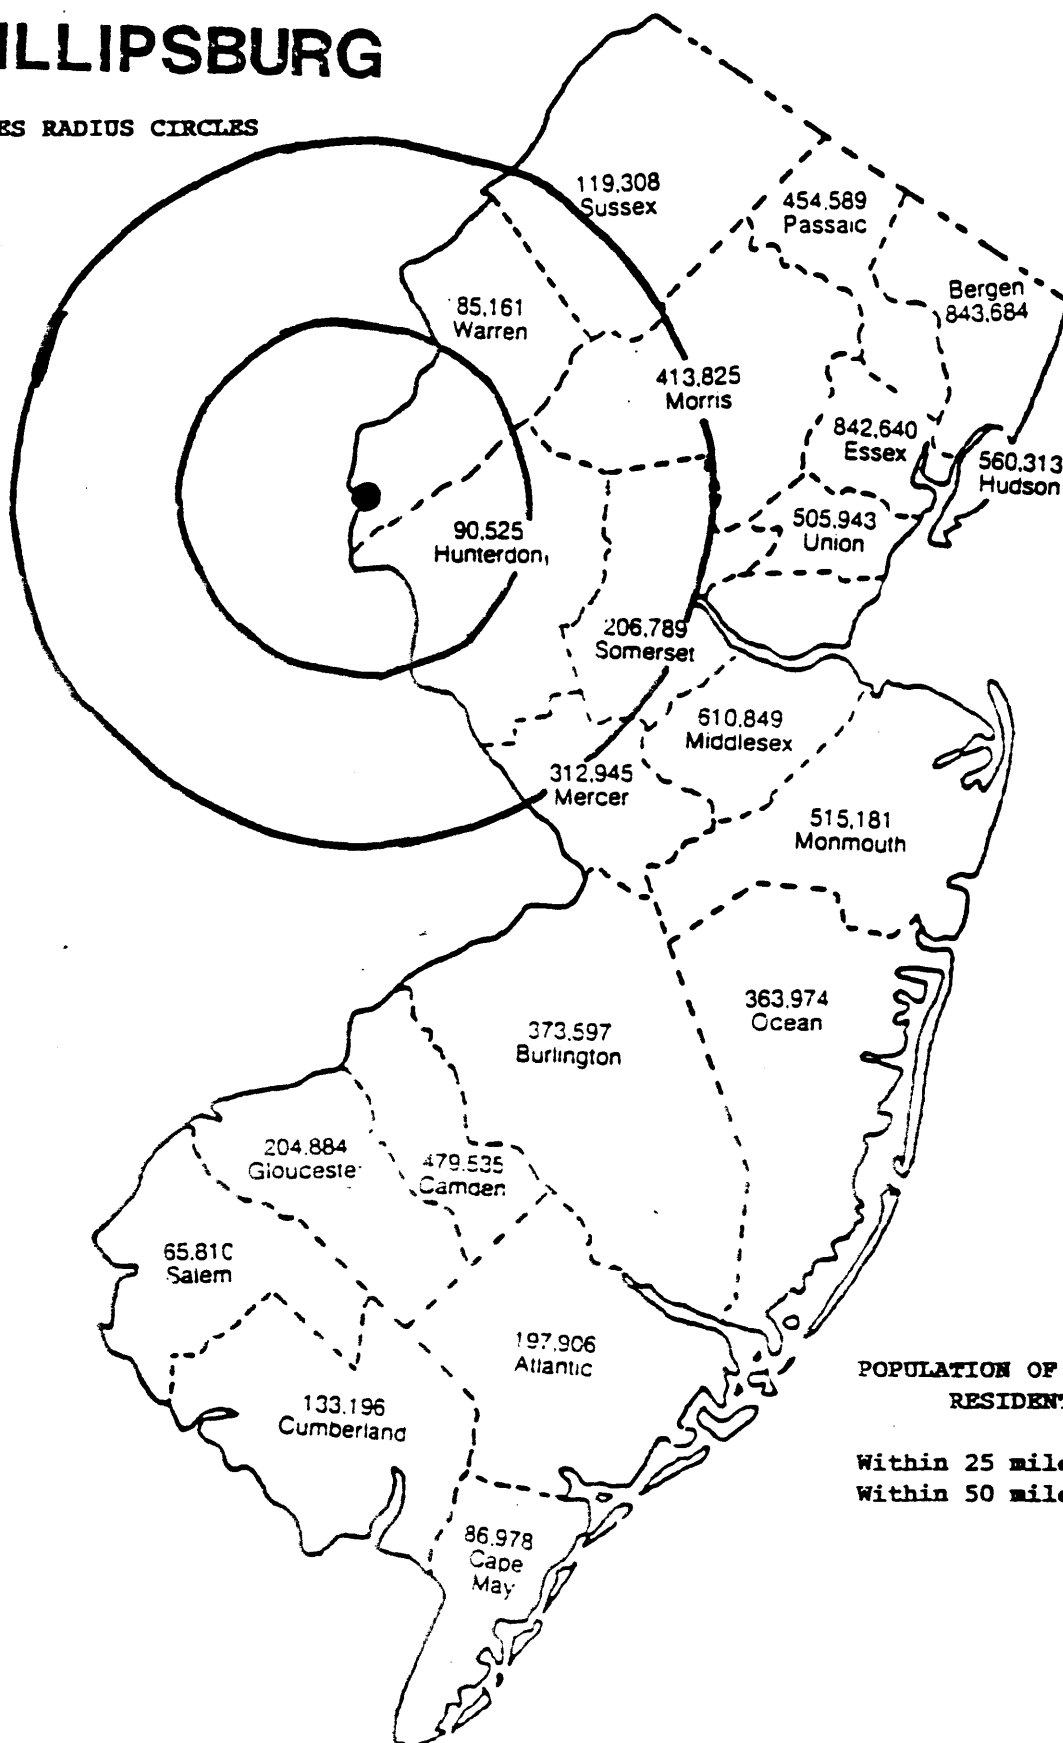 ILLIPSBURG
ES RADIUS CIRCLES
119,308
Sussex
454,589
Passaic
Bergen
843,684
85,161
Warren
413,825
Morris
842,640
Essex
560,313
Hudson
505,943
Union
90,525
Hunterdon
206,789
Somerset
610,849
Middlesex
312,945
Mercer
515,181
Monmouth
363,974
Ocean
373,597
Burlington
204,884
Glouceste
479,535
Camden
65,810
Salem
197,906
Atlantic
133,196
Cumberland
86,978
Cape
May
POPULATION OF
RESIDENT
Within 25 mile
Within 50 mile